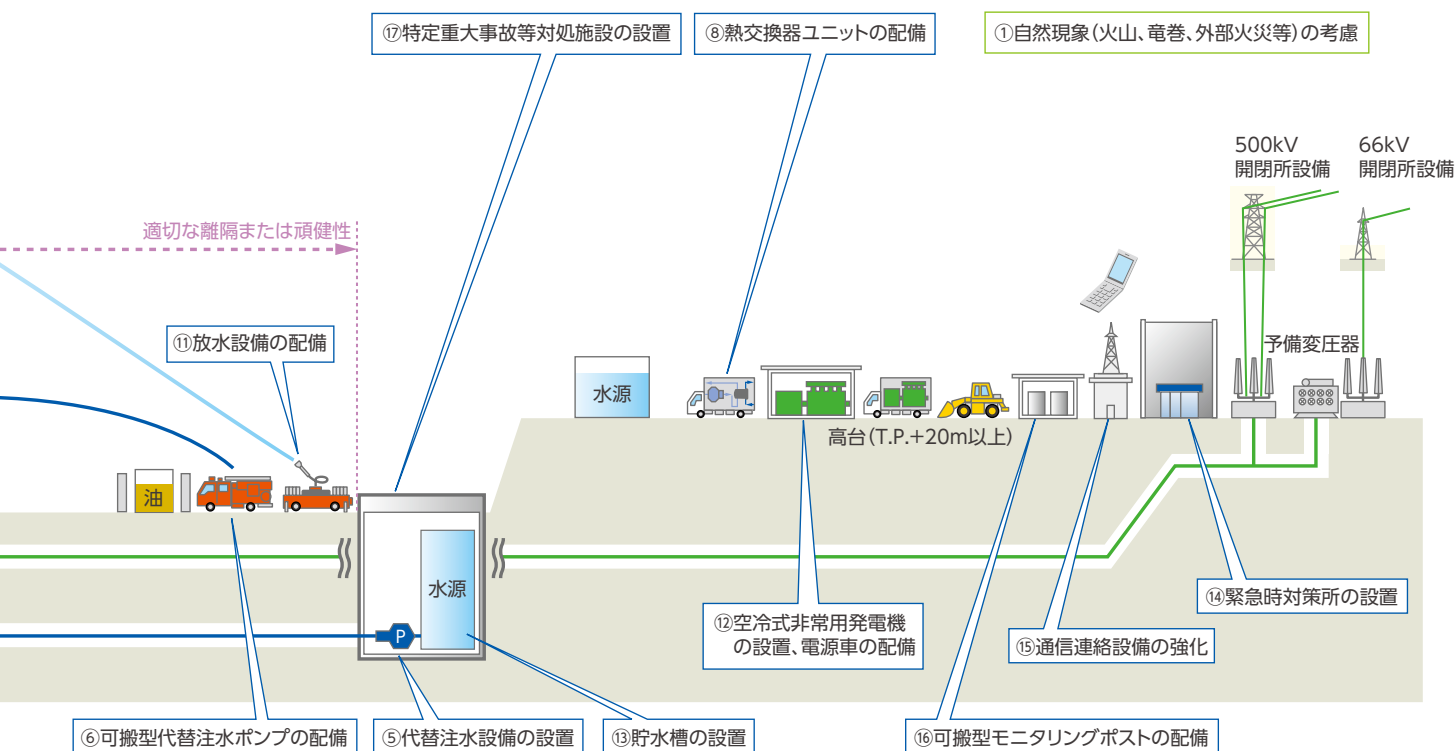 ⑰特定重大事故等対処施設の設置
⑧熱交換器ユニットの配備
①自然現象(火山、竜巻、外部火災等)の考慮
500kV
開閉所設備
66kV
開閉所設備
適切な離隔または頑健性
⑪放水設備の配備
予備変圧器
水源
高台(T.P.+20m以上)
油
水源
P
⑫空冷式非常用発電機
の設置、電源車の配備
⑭緊急時対策所の設置
⑮通信連絡設備の強化
⑥可搬型代替注水ポンプの配備
⑤代替注水設備の設置
⑬貯水槽の設置
⑯可搬型モニタリングポストの配備